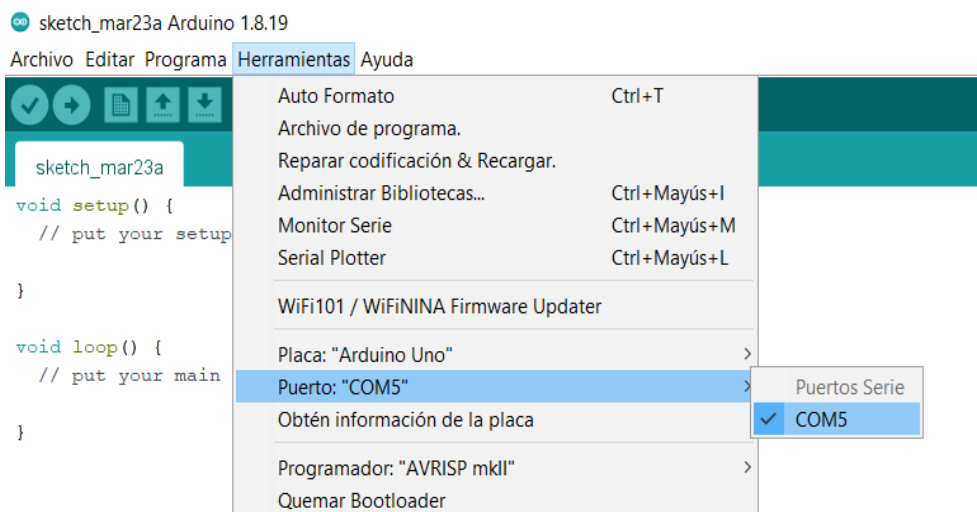 sketch_mar23a Arduino 1.8.19
Archivo Editar Programa Herramientas Ayuda
sketch_mar23a
void setup() {
// put your setup
}
void loop() {
// put your main
}
Auto Formato Ctrl+T
Archivo de programa.
Reparar codificación & Recargar.
Administrar Bibliotecas... Ctrl+Mayús+I
Monitor Serie Ctrl+Mayús+M
Serial Plotter Ctrl+Mayús+L
WiFi101 / WiFiNINA Firmware Updater
Placa: "Arduino Uno"
Puerto: "COM5"
Obtén información de la placa
Programador: "AVRISP mkII"
Quemar Bootloader
Puertos Serie
COM5